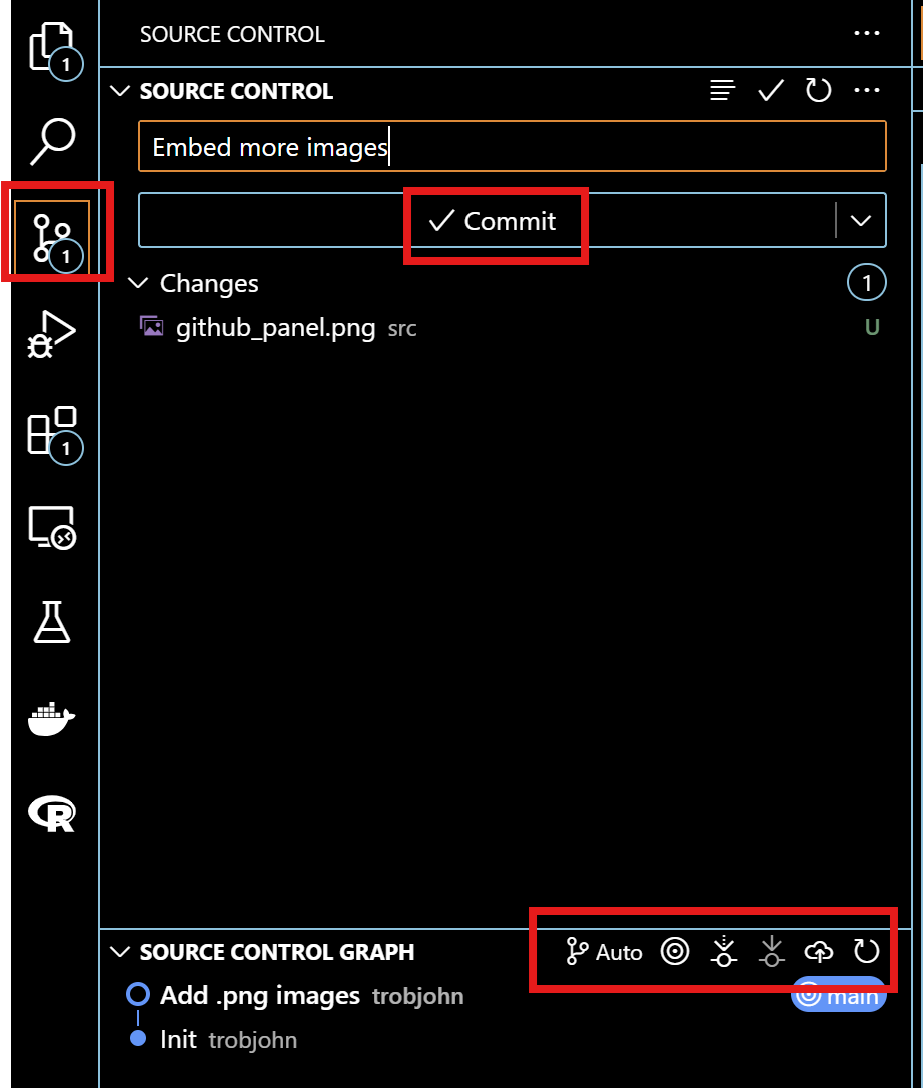 SOURCE CONTROL
1
SOURCE CONTROL
Embed more images
1
Commit
Changes 1
github_panel.png src U
1
R
SOURCE CONTROL GRAPH Auto
Add .png images trobjohn main
Init trobjohn